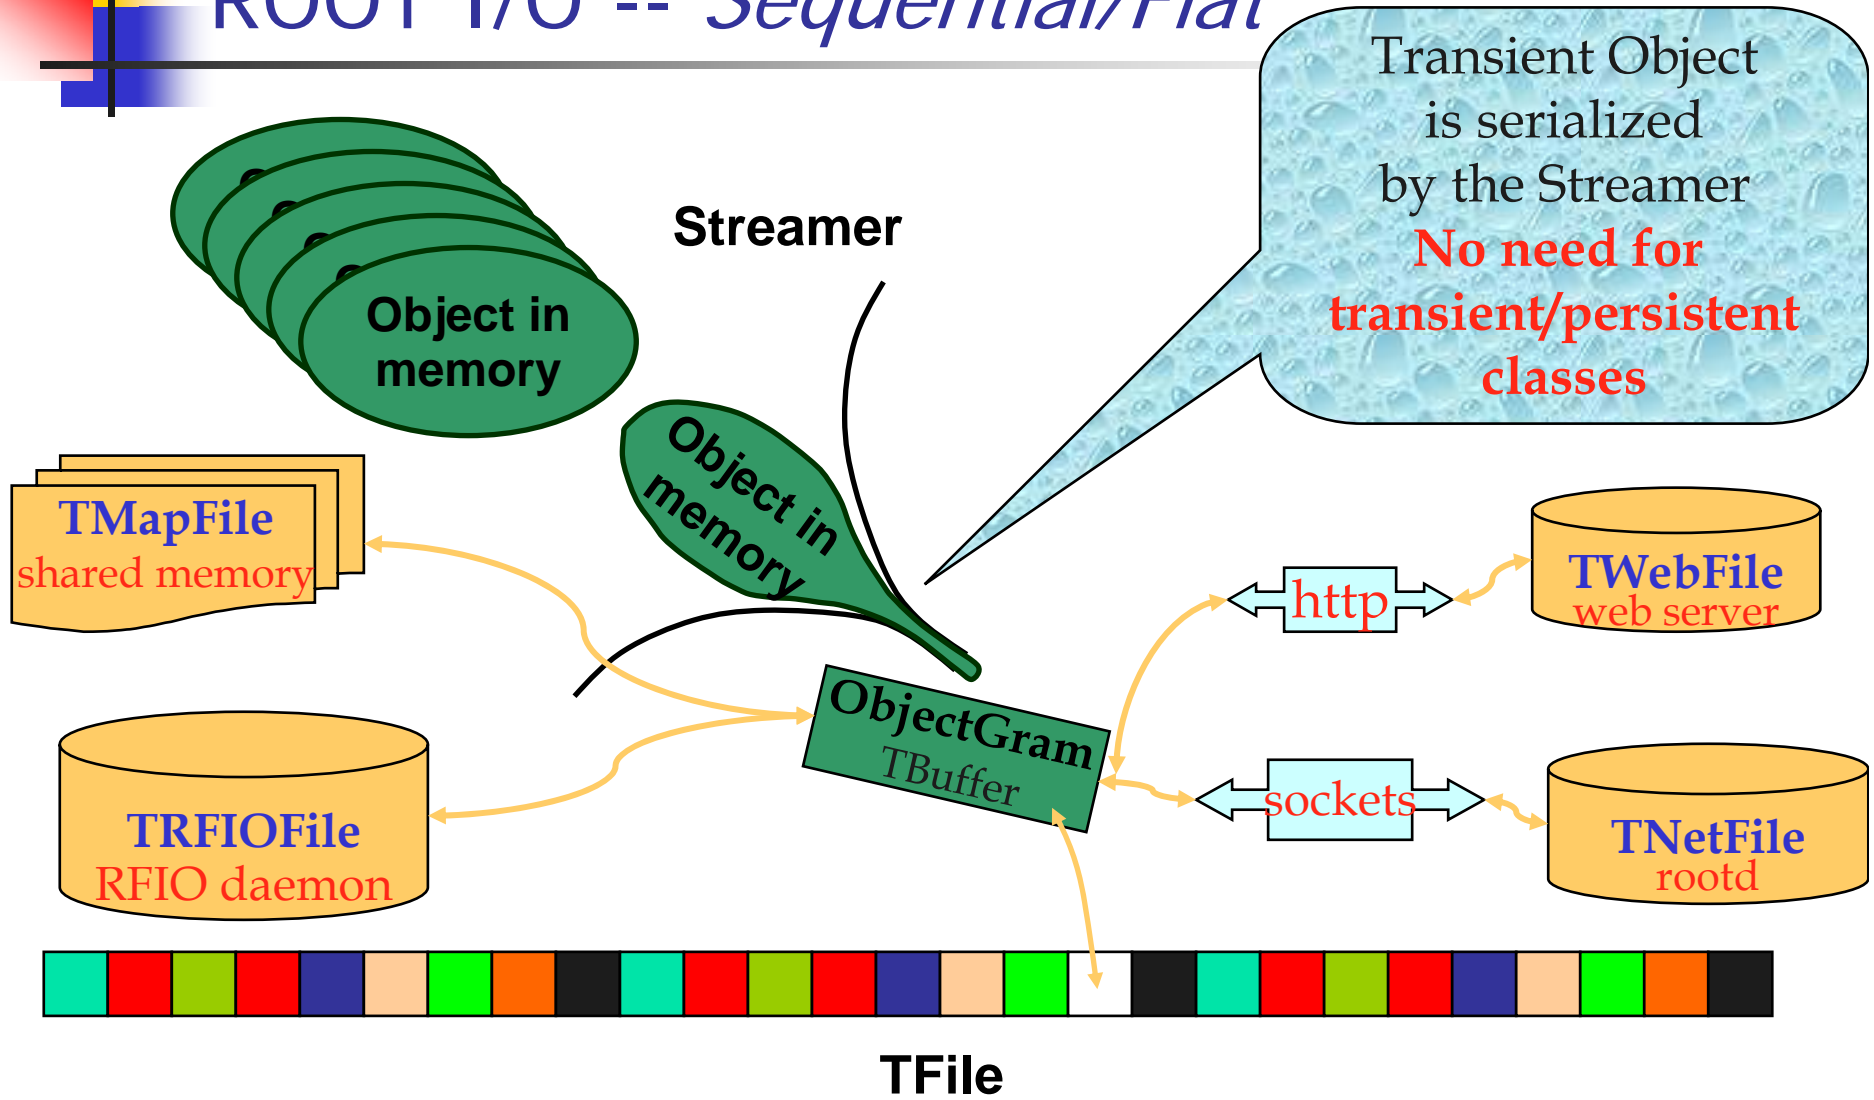 ROOT I/O -- Sequential/Flat
Transient Object
is serialized
by the Streamer
No need for
transient/persistent
classes
Streamer
Object in
memory
Object in
memory
TMapFile
shared memory
http
TWebFile
web server
ObjectGram
TBuffer
sockets
TNetFile
rootd
TRFIOFile
RFIO daemon
TFile